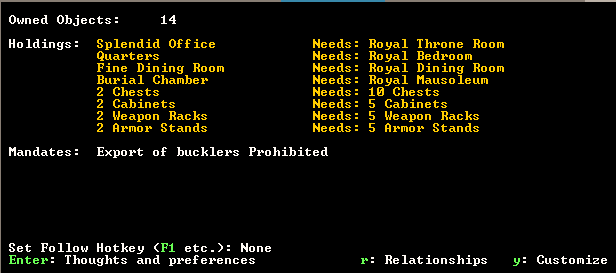 Owned Objects: 14
Holdings: Splendid Office Needs: Royal Throne Room
Quarters Needs: Royal Bedroom
Fine Dining Room Needs: Royal Dining Room
Burial Chamber Needs: Royal Mausoleum
2 Chests Needs: 10 Chests
2 Cabinets Needs: 5 Cabinets
2 Weapon Racks Needs: 5 Weapon Racks
2 Armor Stands Needs: 5 Armor Stands
Mandates: Export of bucklers Prohibited
Set Follow Hotkey (F1 etc.): None
Enter: Thoughts and preferences r: Relationships y: Customize